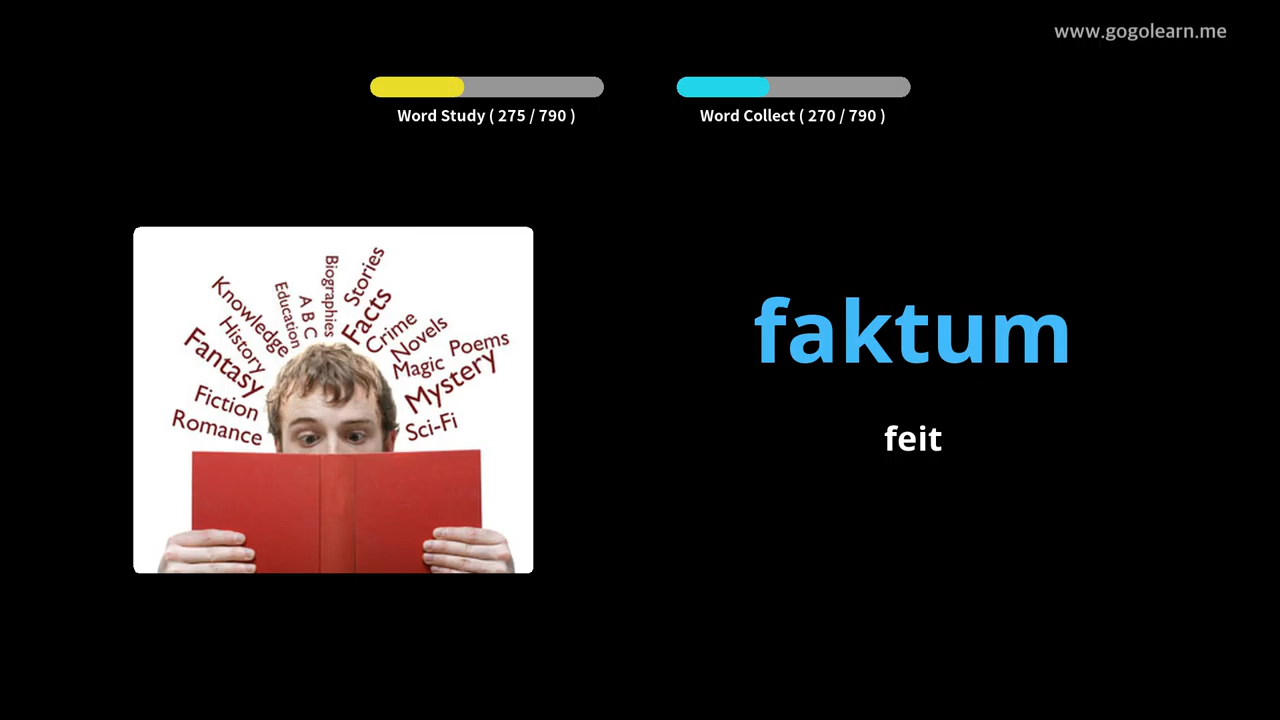 www.gogolearn.me
Word Study ( 275 / 790 )
Word Collect ( 270 / 790 )
Stories
Biographies
Facts
A B C
Education
Knowledge
Crime
Novels
History
Poems
Magic
Fantasy
Mystery
Fiction
Sci-Fi
Romance
faktum
feit